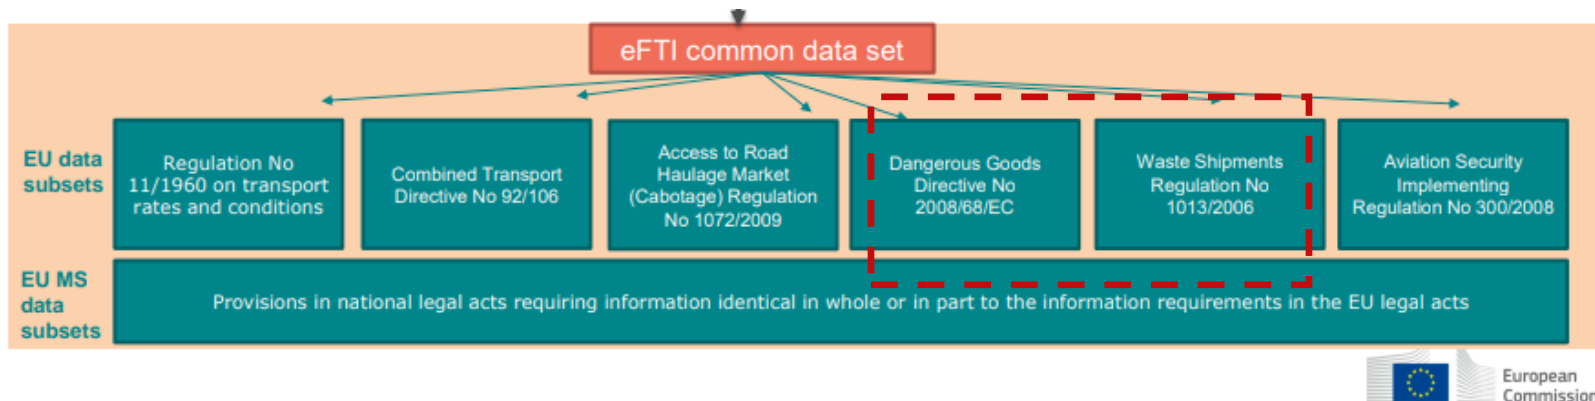 eFTI common data set
EU data
subsets
Regulation No
11/1960 on transport
rates and conditions
Combined Transport
Directive No 92/106
Access to Road
Haulage Market
(Cabotage) Regulation
No 1072/2009
Dangerous Goods
Directive No
2008/68/EC
Waste Shipments
Regulation No
1013/2006
Aviation Security
Implementing
Regulation No 300/2008
EU MS
data
subsets
Provisions in national legal acts requiring information identical in whole or in part to the information requirements in the EU legal acts
European
Commission